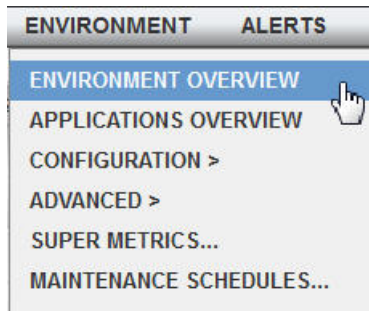 ENVIRONMENT ALERTS
ENVIRONMENT OVERVIEW
APPLICATIONS OVERVIEW
CONFIGURATION >
ADVANCED >
SUPER METRICS...
MAINTENANCE SCHEDULES...